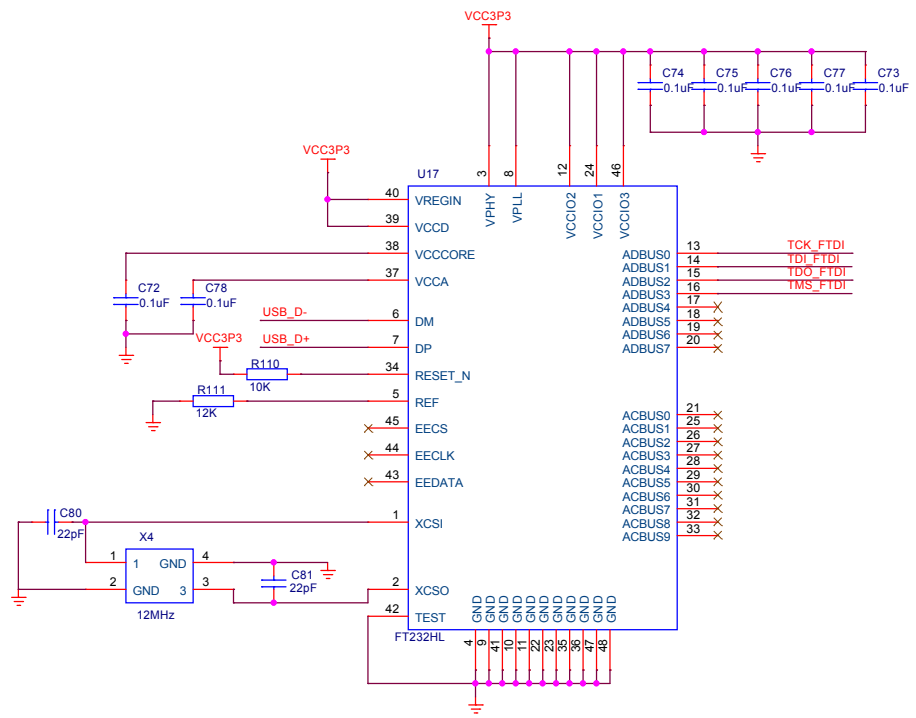 VCC3P3
C74
0.1uF
C75
0.1uF
C76
0.1uF
C77
0.1uF
C73
0.1uF
VCC3P3
U17
3
8
12
24
46
VPHY
VPLL
VCCIO2
VCCIO1
VCCIO3
40
VREGIN
39
VCCD
38
VCCCORE
37
VCCA
C72
0.1uF
C78
0.1uF
USB_D-
6
DM
USB_D+
7
DP
VCC3P3
R110
10K
34
RESET_N
R111
12K
5
REF
45
EECS
44
EECLK
43
EEDATA
C80
22pF
1
XCSI
X4
1
1
GND
4
2
GND
3
3
12MHz
C81
22pF
2
XCSO
42
TEST
FT232HL
ADBUS0
13
TCK_FTDI
ADBUS1
14
TDI_FTDI
ADBUS2
15
TDO_FTDI
ADBUS3
16
TMS_FTDI
ADBUS4
17
ADBUS5
18
ADBUS6
19
ADBUS7
20
ACBUS0
21
ACBUS1
25
ACBUS2
26
ACBUS3
27
ACBUS4
28
ACBUS5
29
ACBUS6
30
ACBUS7
31
ACBUS8
32
ACBUS9
33
GND
GND
GND
GND
GND
GND
GND
GND
GND
GND
GND
4
9
41
10
11
22
23
35
36
47
48